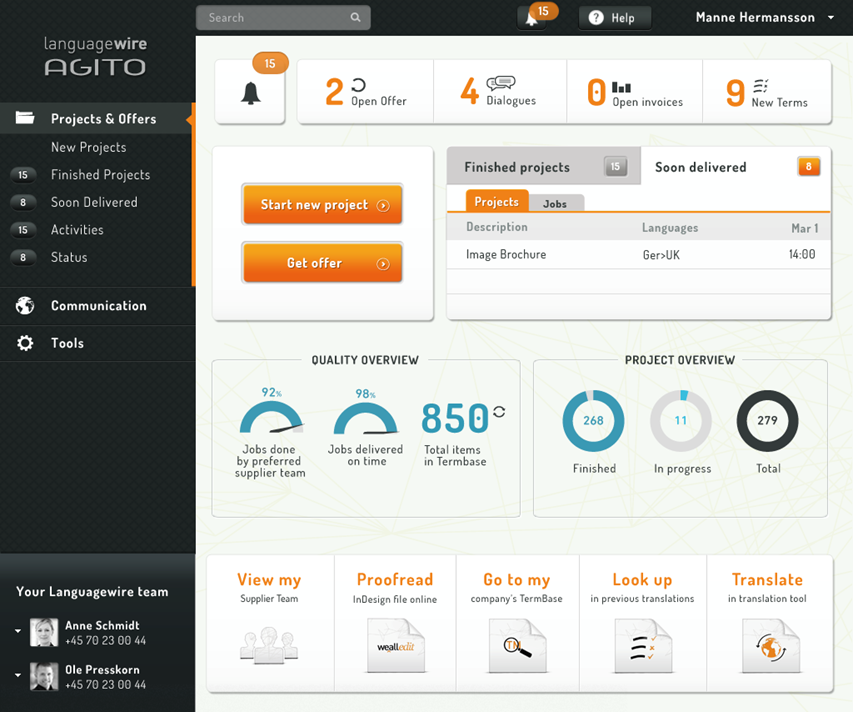 Search
15
Help
Manne Hermansson
languagewire
AGITO
Projects & Offers
New Projects
15 Finished Projects
8 Soon Delivered
15 Activities
8 Status
Communication
Tools
Your Languagewire team
Anne Schmidt
+45 70 23 00 44
Ole Presskorn
+45 70 23 00 44
15
2 Open Offer
4 Dialogues
0 Open invoices
9 New Terms
Start new project
Get offer
Finished projects 15
Soon delivered 8
Projects Jobs
Description Languages Mar 1
Image Brochure Ger>UK 14:00
QUALITY OVERVIEW
92%
Jobs done
by preferred
supplier team
98%
Jobs delivered
on time
850
Total items
in Termbase
PROJECT OVERVIEW
268
Finished
11
In progress
279
Total
View my
Supplier Team
Proofread
InDesign file online
wealledit
Go to my
company's TermBase
TM
Look up
in previous translations
Translate
in translation tool